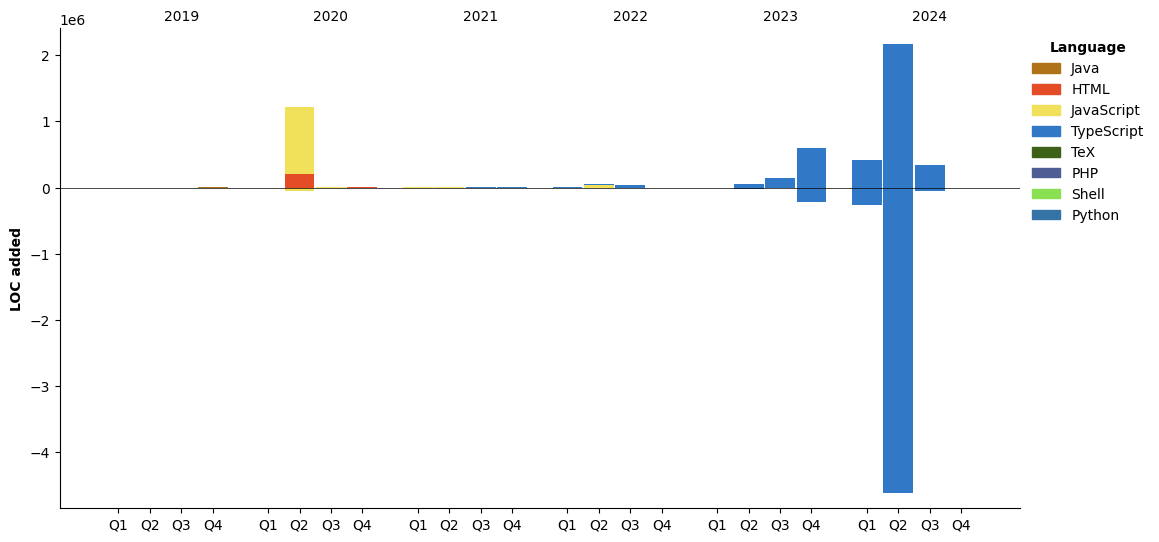 2019 2020 2021 2022 2023 2024
1e6
2
1
0
−1
−2
−3
−4
LOC added
Q1 Q2 Q3 Q4 Q1 Q2 Q3 Q4 Q1 Q2 Q3 Q4 Q1 Q2 Q3 Q4 Q1 Q2 Q3 Q4 Q1 Q2 Q3 Q4
Language
Java
HTML
JavaScript
TypeScript
TeX
PHP
Shell
Python